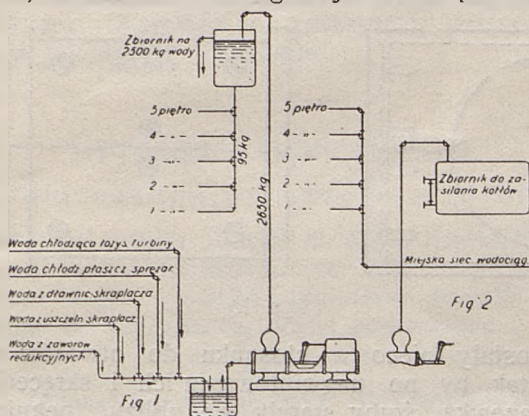 Zbiornik na
2500 kg wody
5 piętro
4
3
2
1
95 kg
2650 kg
5 piętro
4
3
2
1
Zbiornik do za-
silania kotłów
Miejska sieć wodociąg.
Woda chłodząca łożys. turbiny
Woda chłodz. płaszcz sprężar.
Woda z dławnic skraplacza
Woda z uszczeln. skraplacz
Woda z zaworów
redukcyjnych
Fig 1
Fig 2